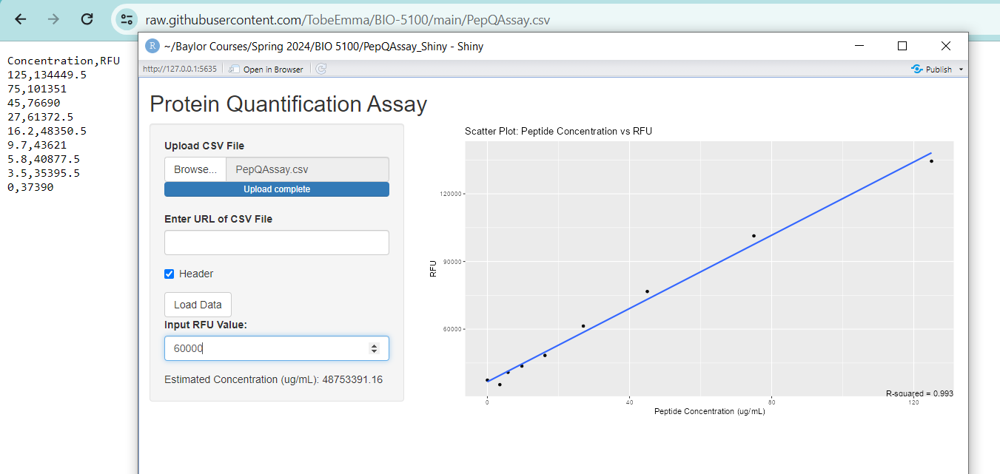 raw.githubusercontent.com/TobeEmma/BIO-5100/main/PepQAssay.csv
Concentration,RFU
125,134449.5
75,101351
45,76690
27,61372.5
16.2,48350.5
9.7,43621
5.8,40877.5
3.5,35395.5
0,37390
R ~/Baylor Courses/Spring 2024/BIO 5100/PepQAssay_Shiny - Shiny
http://127.0.0.1:5635 Open in Browser Publish
Protein Quantification Assay
Upload CSV File
Browse... PepQAssay.csv
Upload complete
Enter URL of CSV File
Header
Load Data
Input RFU Value:
60000
Estimated Concentration (ug/mL): 48753391.16
Scatter Plot: Peptide Concentration vs RFU
120000
90000
60000
RFU
R-squared = 0.993
0 40 80 120
Peptide Concentration (ug/mL)